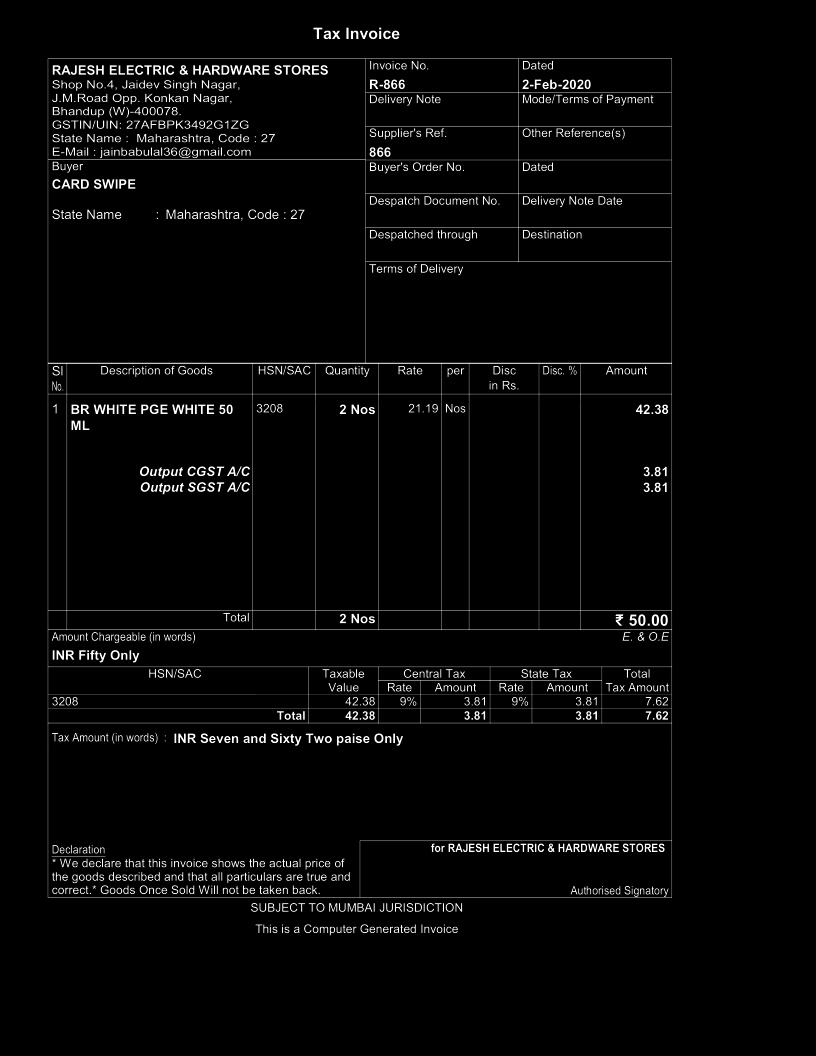 Tax Invoice
RAJESH ELECTRIC & HARDWARE STORES
Shop No.4, Jaidev Singh Nagar,
J.M.Road Opp. Konkan Nagar,
Bhandup (W)-400078.
GSTIN/UIN: 27AFBPK3492G1ZG
State Name : Maharashtra, Code : 27
E-Mail : jainbabulal36@gmail.com
Invoice No.
R-866
Dated
2-Feb-2020
Delivery Note
Mode/Terms of Payment
Supplier's Ref.
866
Other Reference(s)
Buyer
CARD SWIPE
State Name : Maharashtra, Code : 27
Buyer's Order No.
Dated
Despatch Document No.
Delivery Note Date
Despatched through
Destination
Terms of Delivery
Sl No. Description of Goods HSN/SAC Quantity Rate per Disc in Rs. Disc. % Amount
1 BR WHITE PGE WHITE 50 3208 2 Nos 21.19 Nos 42.38
ML
Output CGST A/C 3.81
Output SGST A/C 3.81
Total 2 Nos ₹ 50.00
Amount Chargeable (in words) E. & O.E
INR Fifty Only
HSN/SAC Taxable Central Tax State Tax Total
Value Rate Amount Rate Amount Tax Amount
3208 42.38 9% 3.81 9% 3.81 7.62
Total 42.38 3.81 3.81 7.62
Tax Amount (in words) : INR Seven and Sixty Two paise Only
Declaration
* We declare that this invoice shows the actual price of
the goods described and that all particulars are true and
correct.* Goods Once Sold Will not be taken back.
for RAJESH ELECTRIC & HARDWARE STORES
Authorised Signatory
SUBJECT TO MUMBAI JURISDICTION
This is a Computer Generated Invoice